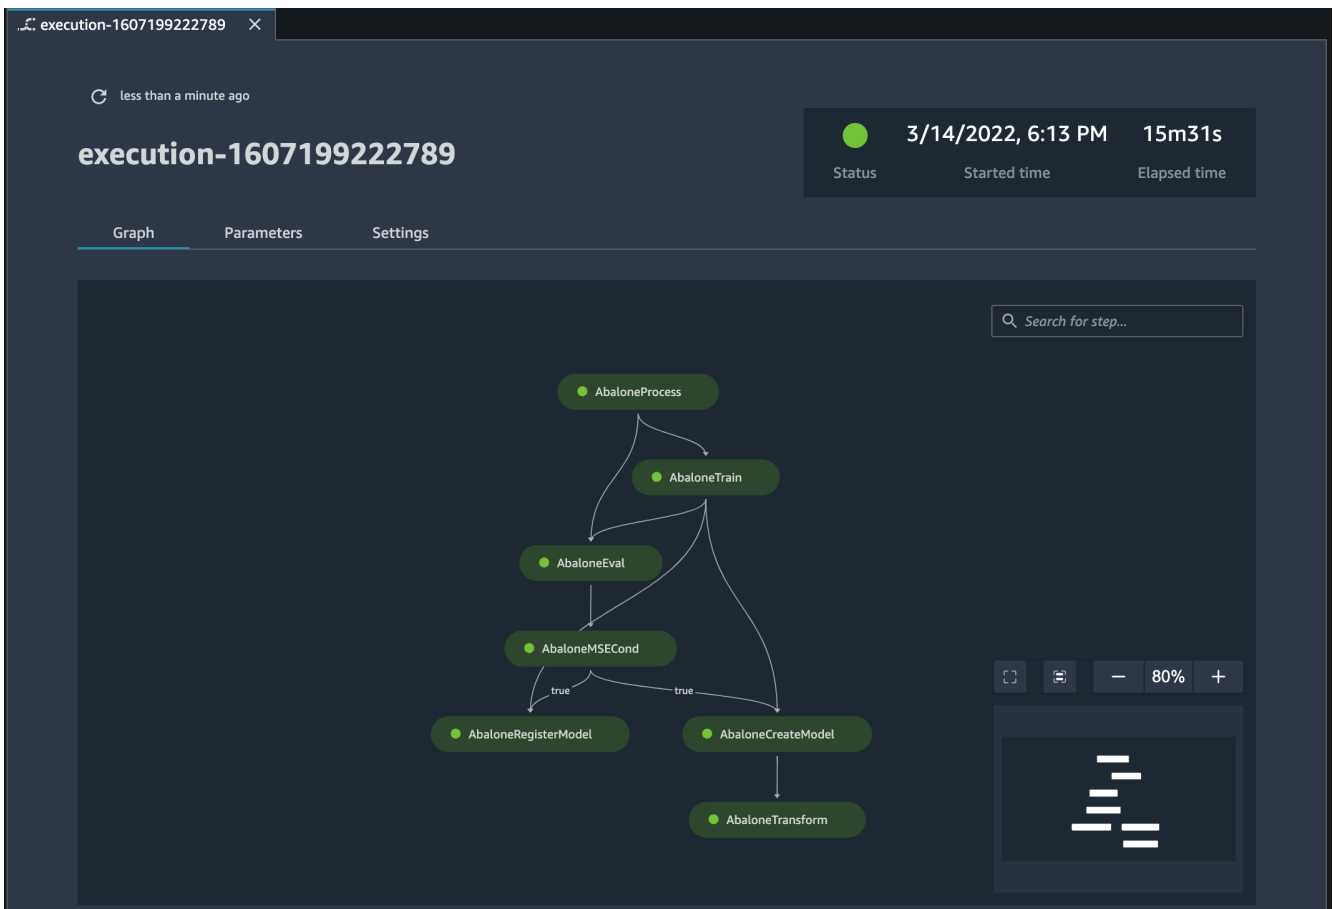 execution-1607199222789
less than a minute ago
execution-1607199222789
3/14/2022, 6:13 PM 15m31s
Status Started time Elapsed time
Graph Parameters Settings
Search for step...
AbaloneProcess
AbaloneTrain
AbaloneEval
AbaloneMSECond
80%
true true
AbaloneRegisterModel AbaloneCreateModel
AbaloneTransform